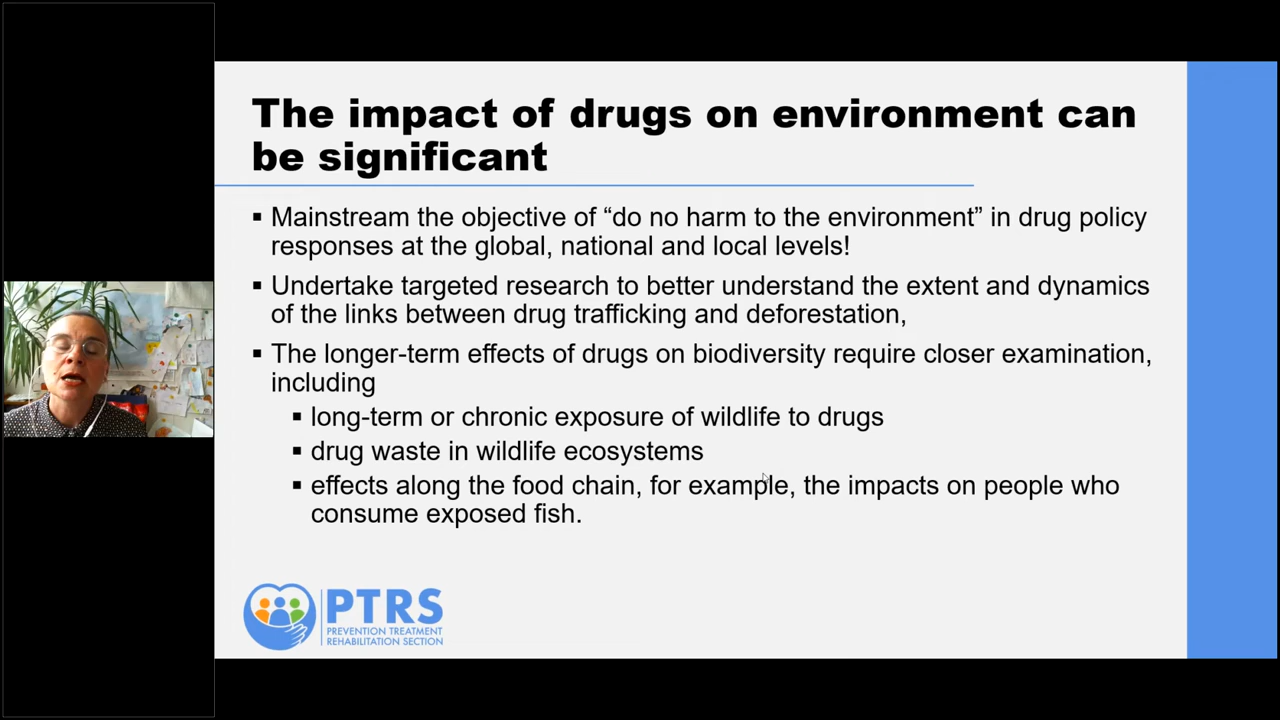 The impact of drugs on environment can
be significant
▪ Mainstream the objective of “do no harm to the environment” in drug policy
responses at the global, national and local levels!
▪ Undertake targeted research to better understand the extent and dynamics
of the links between drug trafficking and deforestation,
▪ The longer-term effects of drugs on biodiversity require closer examination,
including
▪ long-term or chronic exposure of wildlife to drugs
▪ drug waste in wildlife ecosystems
▪ effects along the food chain, for example, the impacts on people who
consume exposed fish.
PTRS
PREVENTION TREATMENT
REHABILITATION SECTION